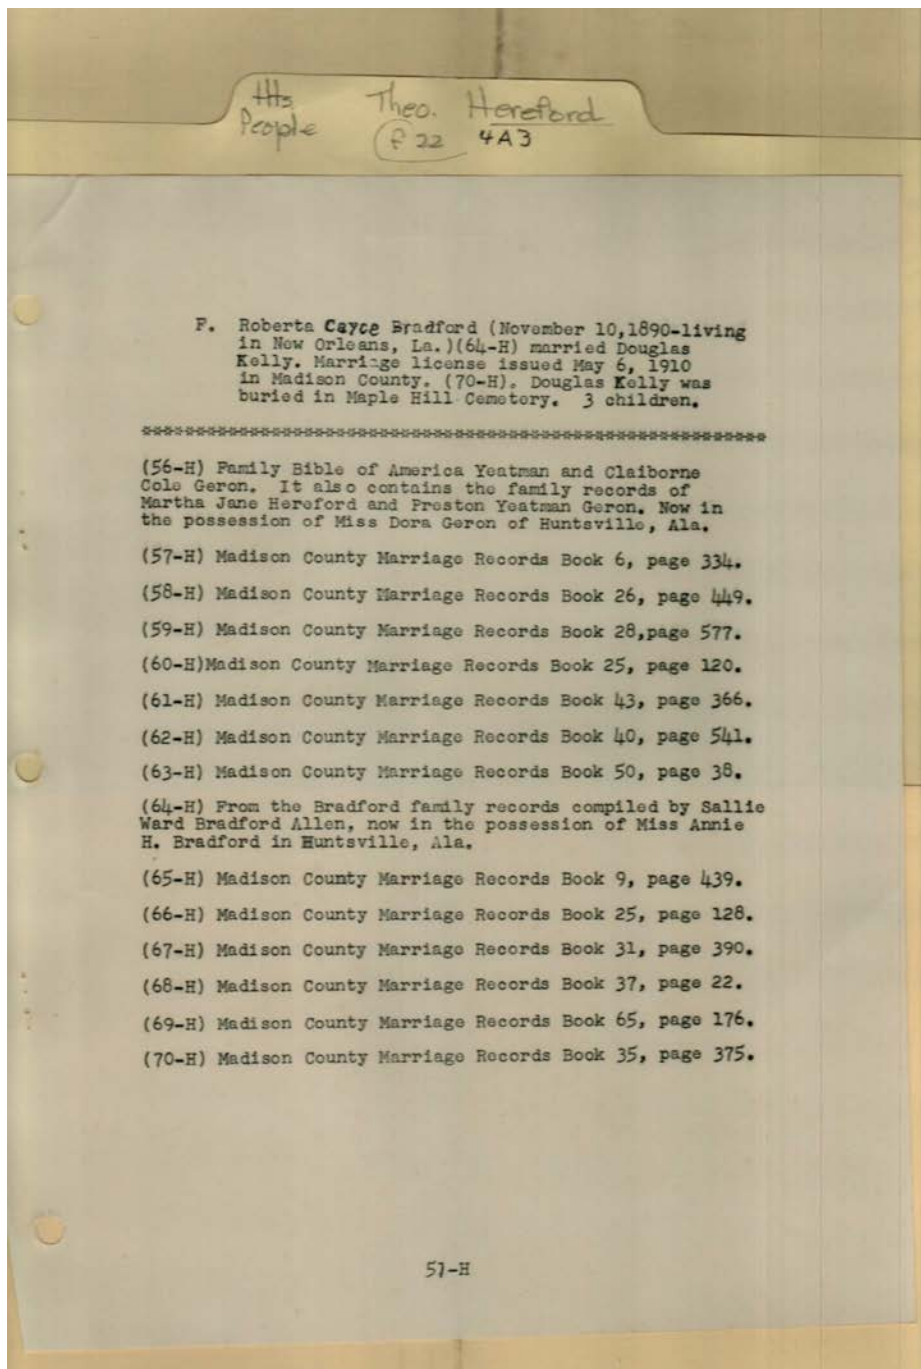 Hts Theo. Hereford
People f 22 4A3
F. Roberta Cayce Bradford (November 10,1890-living
in New Orleans, La.)(64-H) married Douglas
Kelly. Marriage license issued May 6, 1910
in Madison County. (70-H). Douglas Kelly was
buried in Maple Hill Cemetery. 3 children.
****************************************************************
(56-H) Family Bible of America Yeatman and Claiborne
Cole Geron. It also contains the family records of
Martha Jane Hereford and Preston Yeatman Geron. Now in
the possession of Miss Dora Geron of Huntsville, Ala.
(57-H) Madison County Marriage Records Book 6, page 334.
(58-H) Madison County Marriage Records Book 26, page 449.
(59-H) Madison County Marriage Records Book 28,page 577.
(60-H)Madison County Marriage Records Book 25, page 120.
(61-H) Madison County Marriage Records Book 43, page 366.
(62-H) Madison County Marriage Records Book 40, page 541.
(63-H) Madison County Marriage Records Book 50, page 38.
(64-H) From the Bradford family records compiled by Sallie
Ward Bradford Allen, now in the possession of Miss Annie
H. Bradford in Huntsville, Ala.
(65-H) Madison County Marriage Records Book 9, page 439.
(66-H) Madison County Marriage Records Book 25, page 128.
(67-H) Madison County Marriage Records Book 31, page 390.
(68-H) Madison County Marriage Records Book 37, page 22.
(69-H) Madison County Marriage Records Book 65, page 176.
(70-H) Madison County Marriage Records Book 35, page 375.
51-H